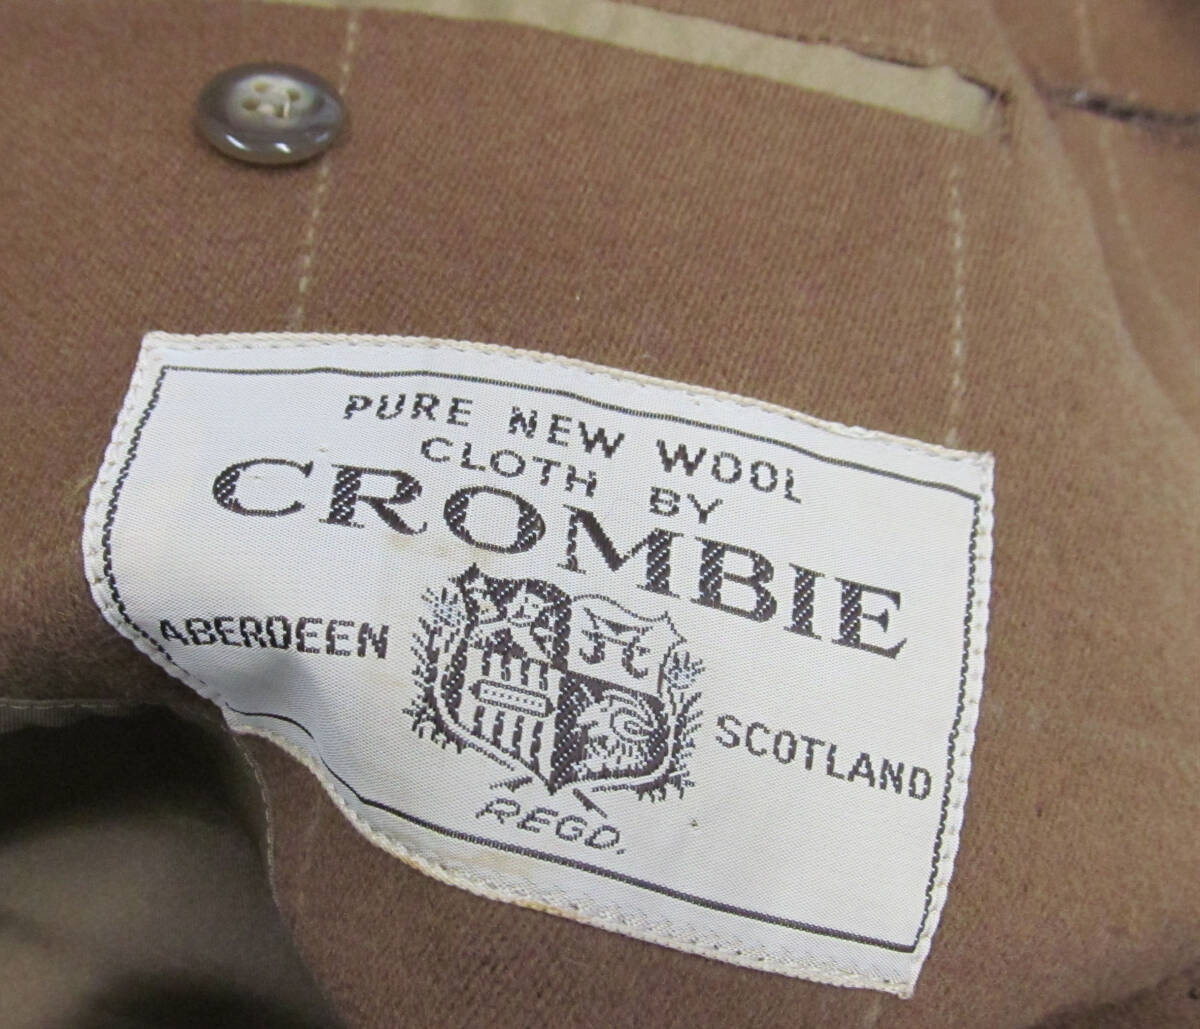 PURE NEW WOOL
CLOTH BY
CROMBIE
ABERDEEN
SCOTLAND
REGD.